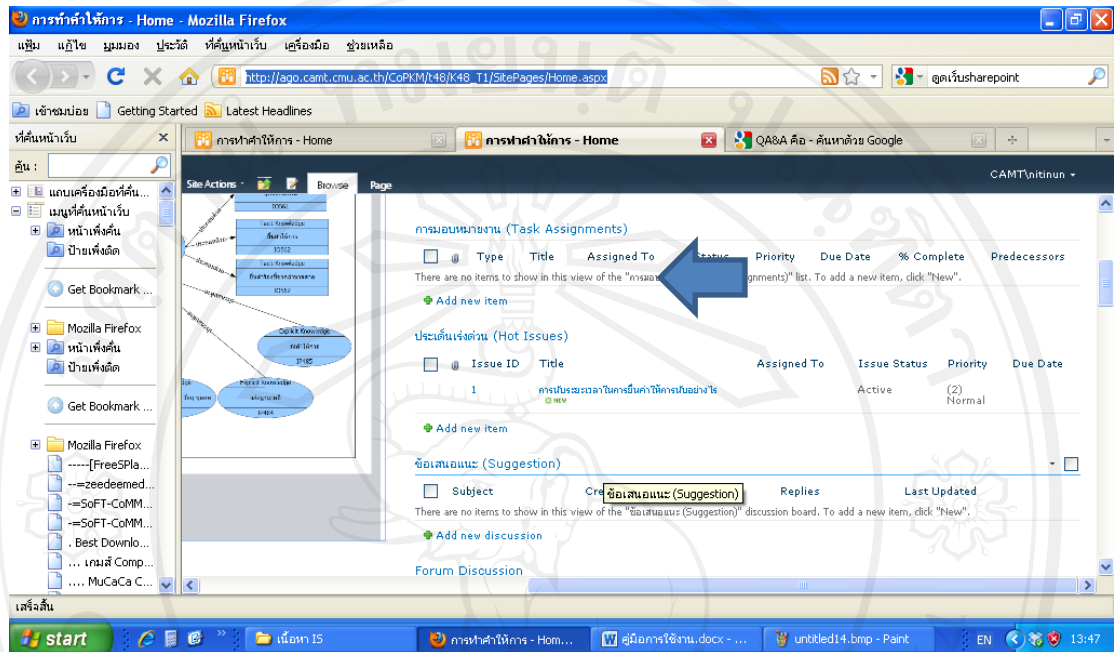 การทำคำให้การ - Home - Mozilla Firefox
แฟ้ม แก้ไข มุมมอง ประวัติ ที่คั่นหน้าเว็บ เครื่องมือ ช่วยเหลือ
http://ago.camt.cmu.ac.th/CoPKM/t48/K48_T1/SitePages/Home.aspx
ดูดเว็บsharepoint
เข้าชมบ่อย Getting Started Latest Headlines
ที่คั่นหน้าเว็บ
การทำคำให้การ - Home
การทำคำให้การ - Home
QA&A คือ - ค้นหาด้วย Google
ค้น :
CAMT\nitinun
Site Actions Browse Page
แถบเครื่องมือที่คั่น...
เมนูที่คั่นหน้าเว็บ
หน้าเพิ่งคั่น
ป้ายเพิ่งติด
Get Bookmark ...
Mozilla Firefox
หน้าเพิ่งคั่น
ป้ายเพิ่งติด
Get Bookmark ...
Mozilla Firefox
-----[FreeSPla...
--=zeedeemed...
-=SoFT-CoMM...
-=SoFT-CoMM...
. Best Downlo...
... เกมส์ Comp...
.... MuCaCa C...
Task Knowledge
Task Knowledge
Explicit Knowledge
IP485
Explicit Knowledge
IP484
การมอบหมายงาน (Task Assignments)
Type Title Assigned To Status Priority Due Date % Complete Predecessors
There are no items to show in this view of the "การมอบ gnments)" list. To add a new item, click "New".
Add new item
ประเด็นเร่งด่วน (Hot Issues)
Issue ID Title Assigned To Issue Status Priority Due Date
1 การนับระยะเวลาในการยื่นคำให้การนับอย่างไร Active (2)
NEW Normal
Add new item
ข้อเสนอแนะ (Suggestion)
Subject Cre Replies Last Updated
ข้อเสนอแนะ (Suggestion)
There are no items to show in this view of the "ข้อเสนอแนะ (Suggestion)" discussion board. To add a new item, click "New".
Add new discussion
Forum Discussion
เสร็จสิ้น
start เนื้อหา IS การทำคำให้การ - Hom... คู่มือการใช้งาน.docx - ... untitled14.bmp - Paint EN 13:47